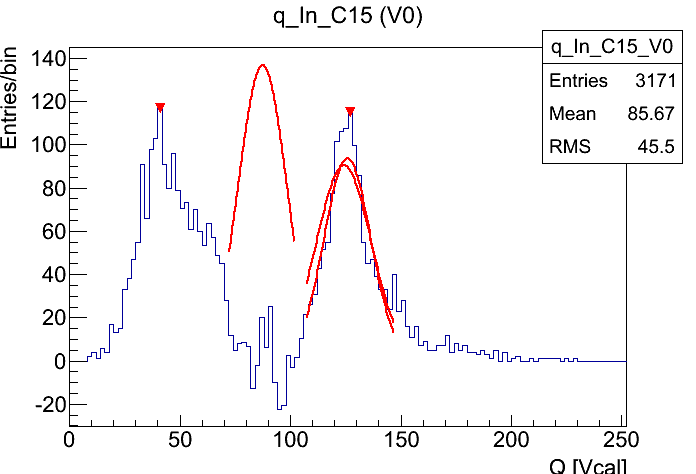 q_In_C15 (V0)
q_In_C15_V0
Entries 3171
Mean 85.67
RMS 45.5
Entries/bin
140
120
100
80
60
40
20
0
-20
0 50 100 150 200 250
Q [Vcal]